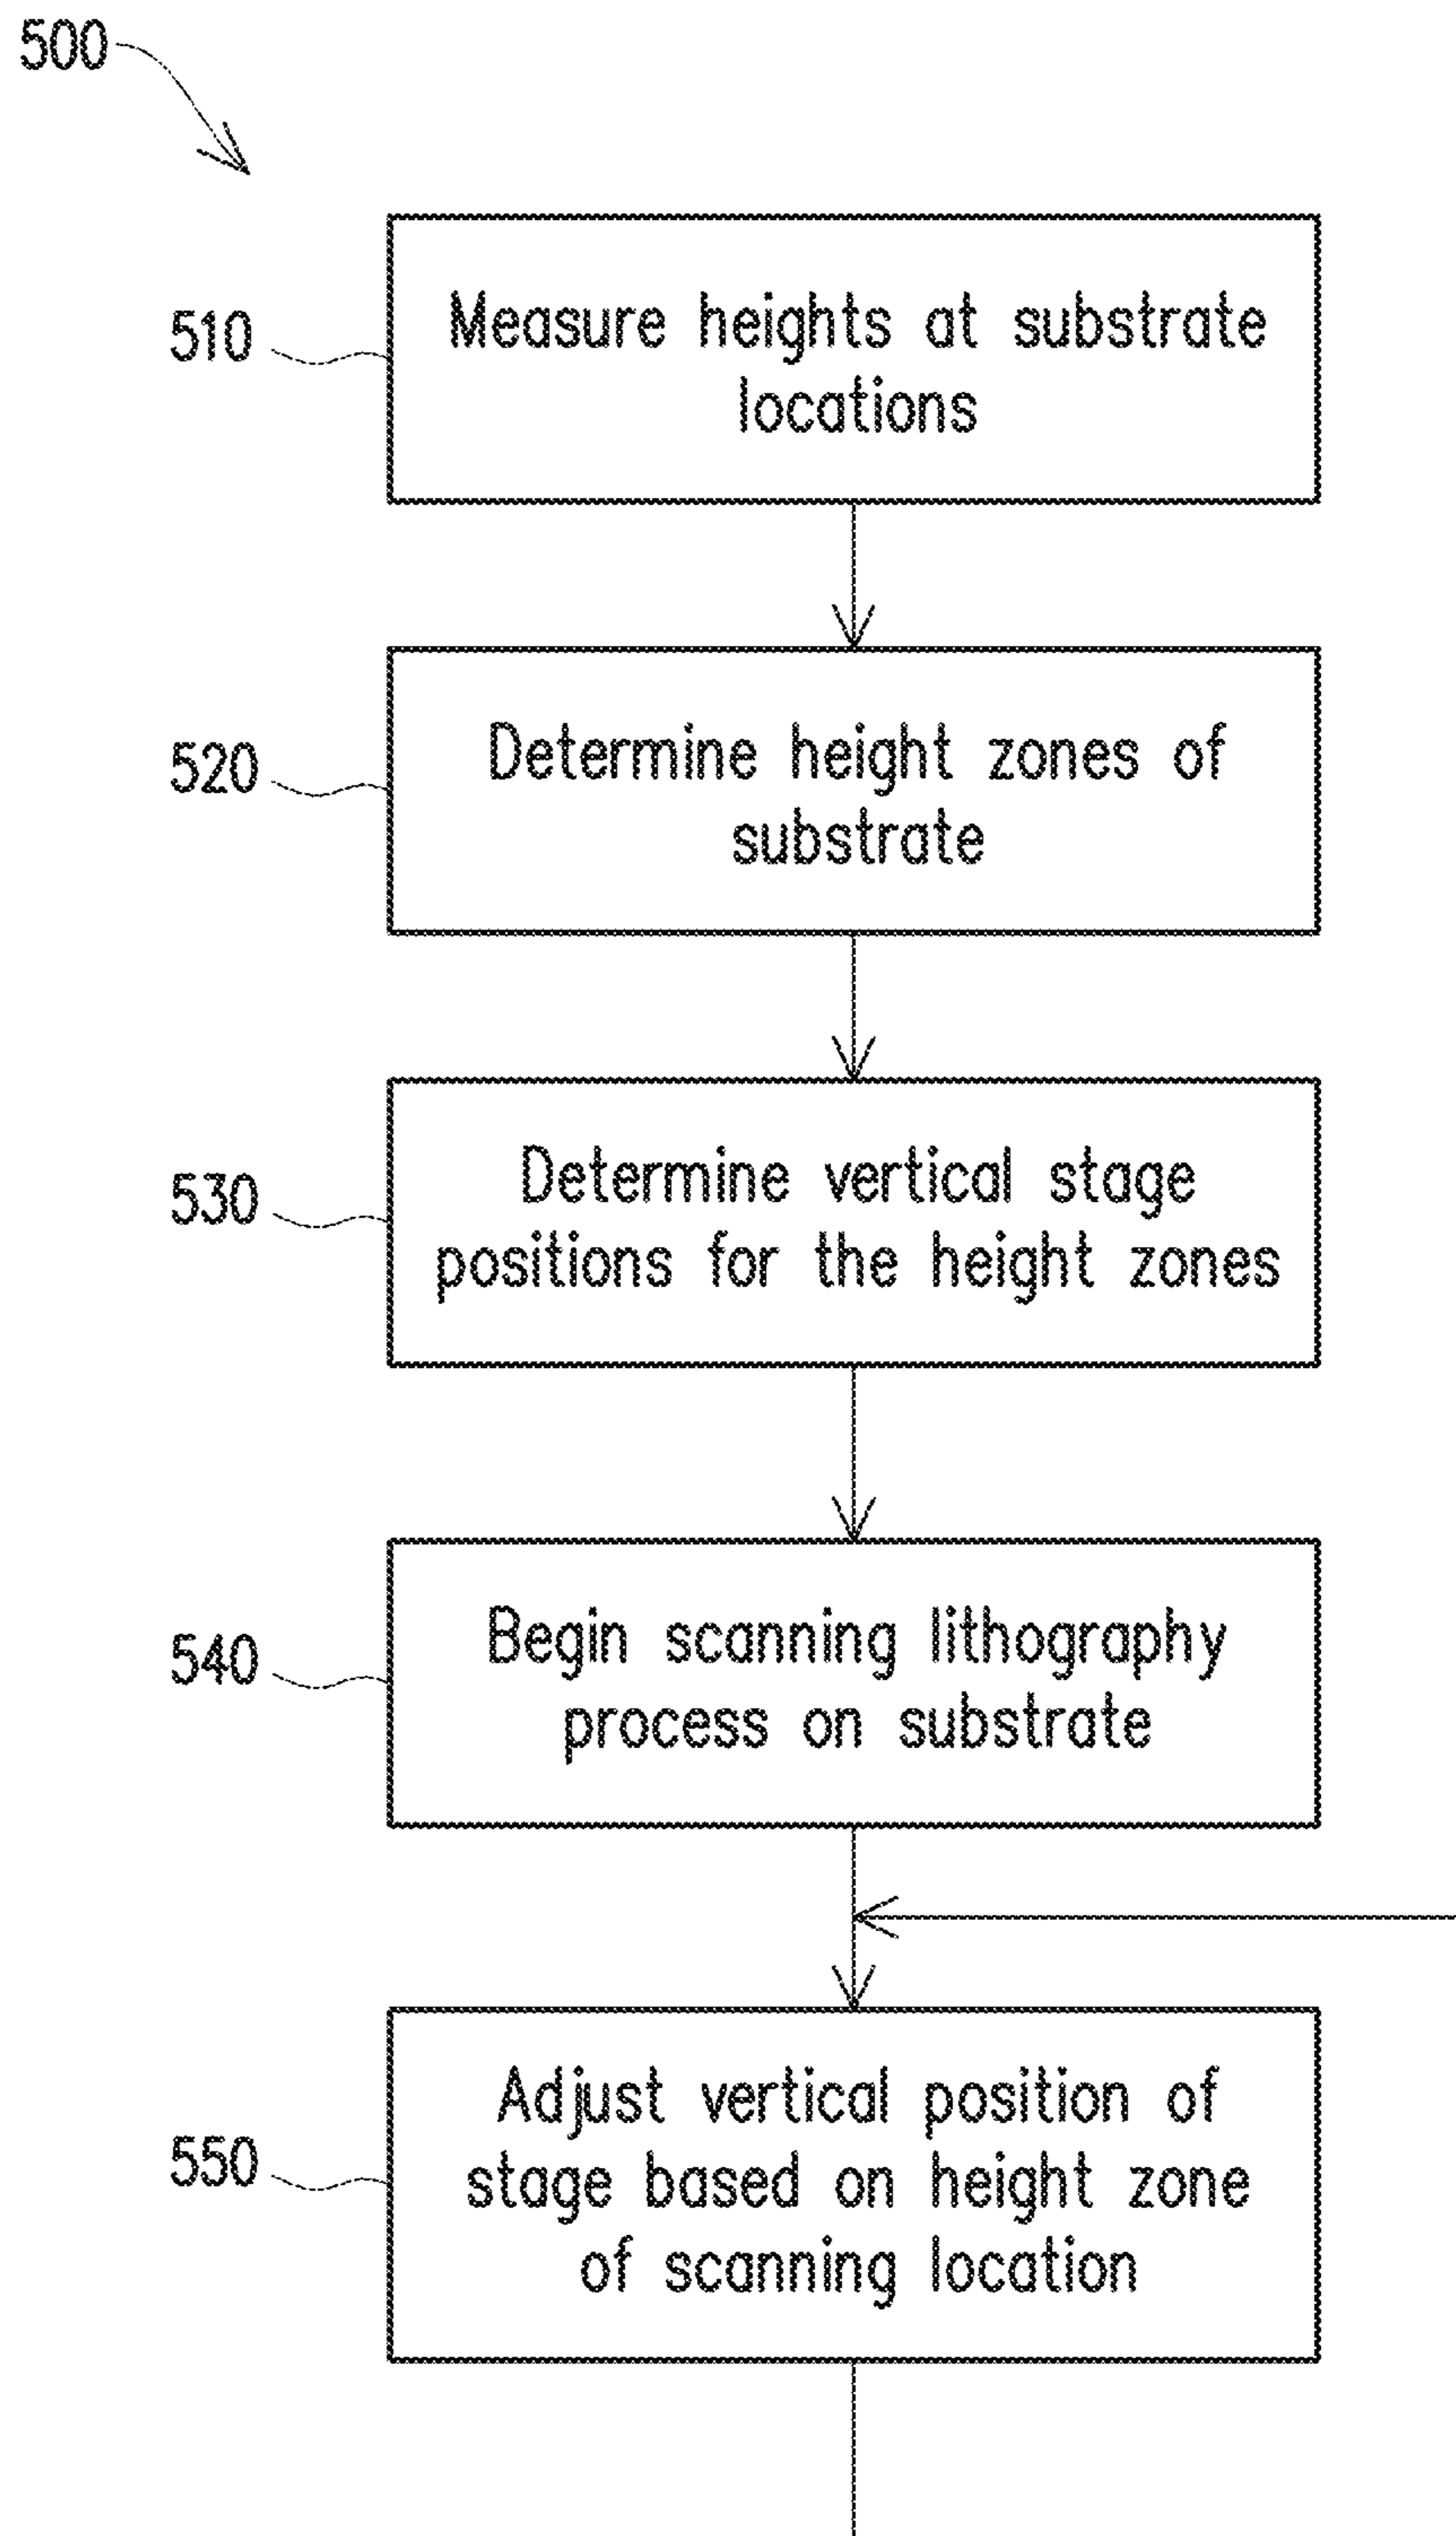 500
510
Measure heights at substrate
locations
520
Determine height zones of
substrate
530
Determine vertical stage
positions for the height zones
540
Begin scanning lithography
process on substrate
550
Adjust vertical position of
stage based on height zone
of scanning location